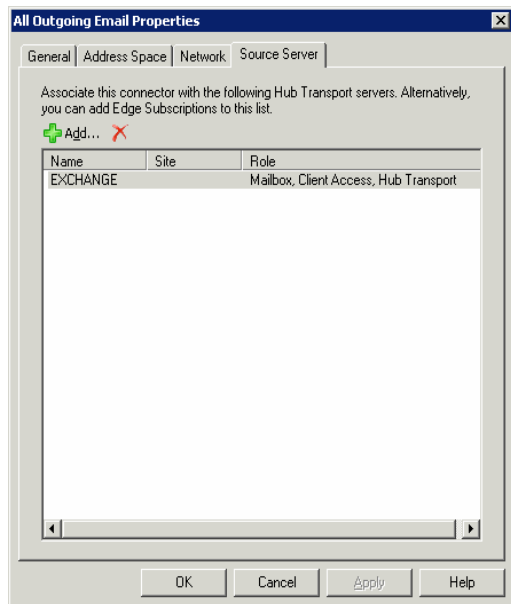 All Outgoing Email Properties
General
Address Space
Network
Source Server
Associate this connector with the following Hub Transport servers. Alternatively,
you can add Edge Subscriptions to this list.
Add...
Name Site Role
EXCHANGE Mailbox, Client Access, Hub Transport
OK Cancel Apply Help